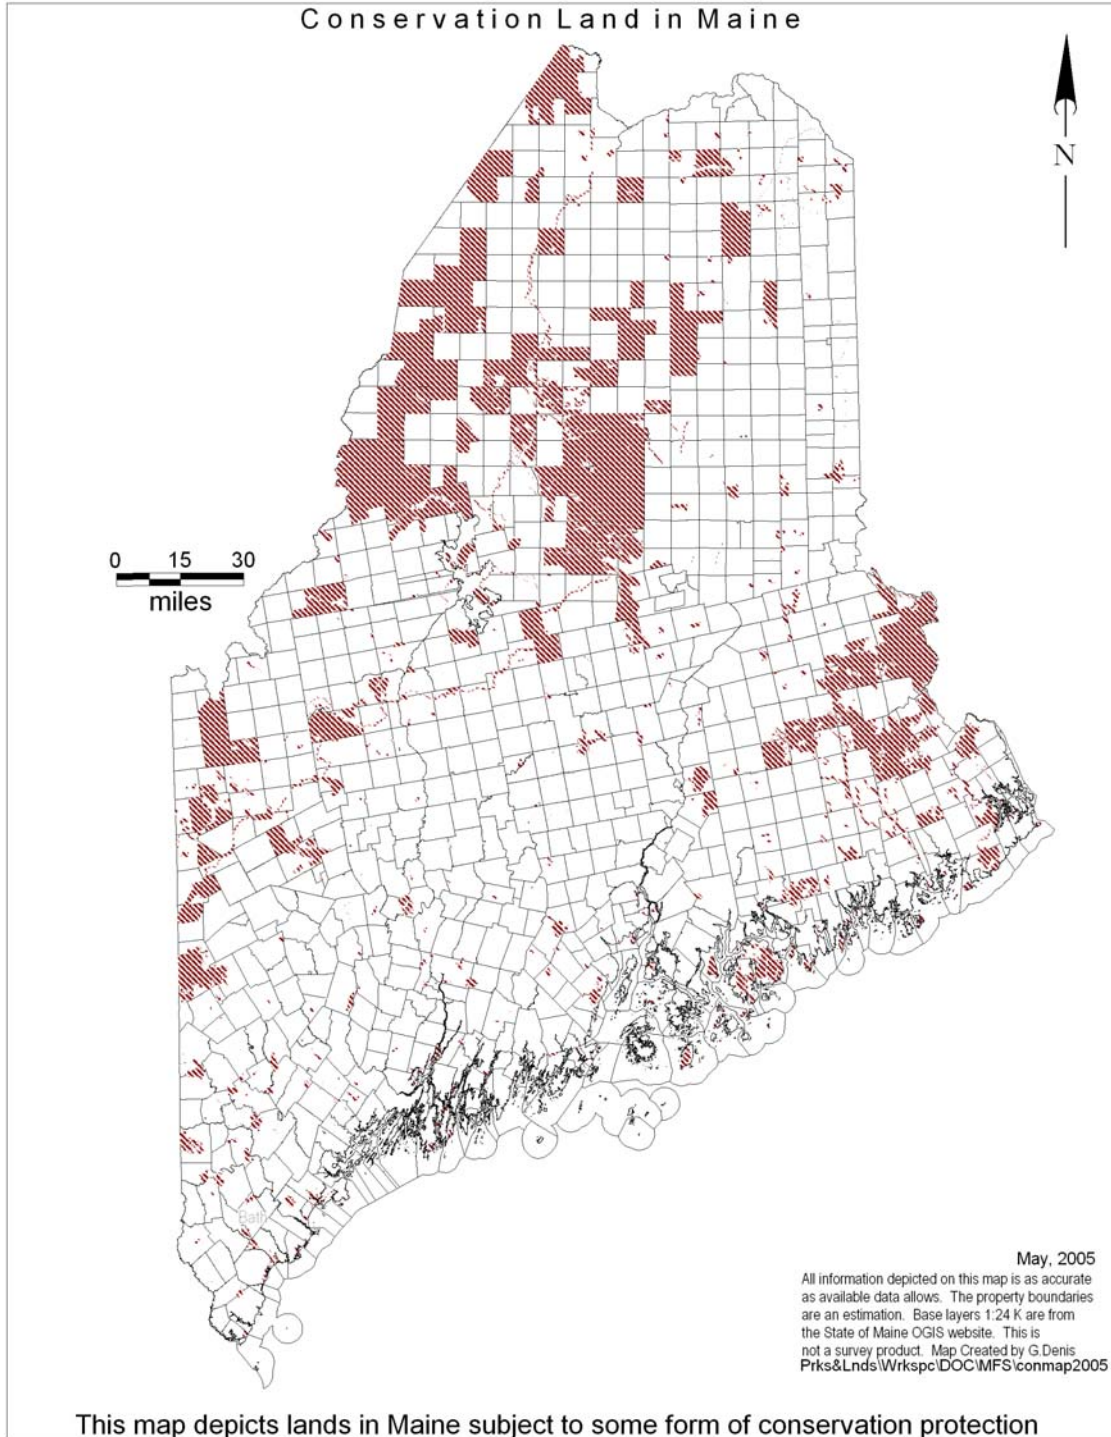 Conservation Land in Maine
N
0 15 30
miles
Bath
May, 2005
All information depicted on this map is as accurate
as available data allows. The property boundaries
are an estimation. Base layers 1:24 K are from
the State of Maine OGIS website. This is
not a survey product. Map Created by G.Denis
Prks&Lnds\Wrkspc\DOC\MFS\conmap2005
This map depicts lands in Maine subject to some form of conservation protection